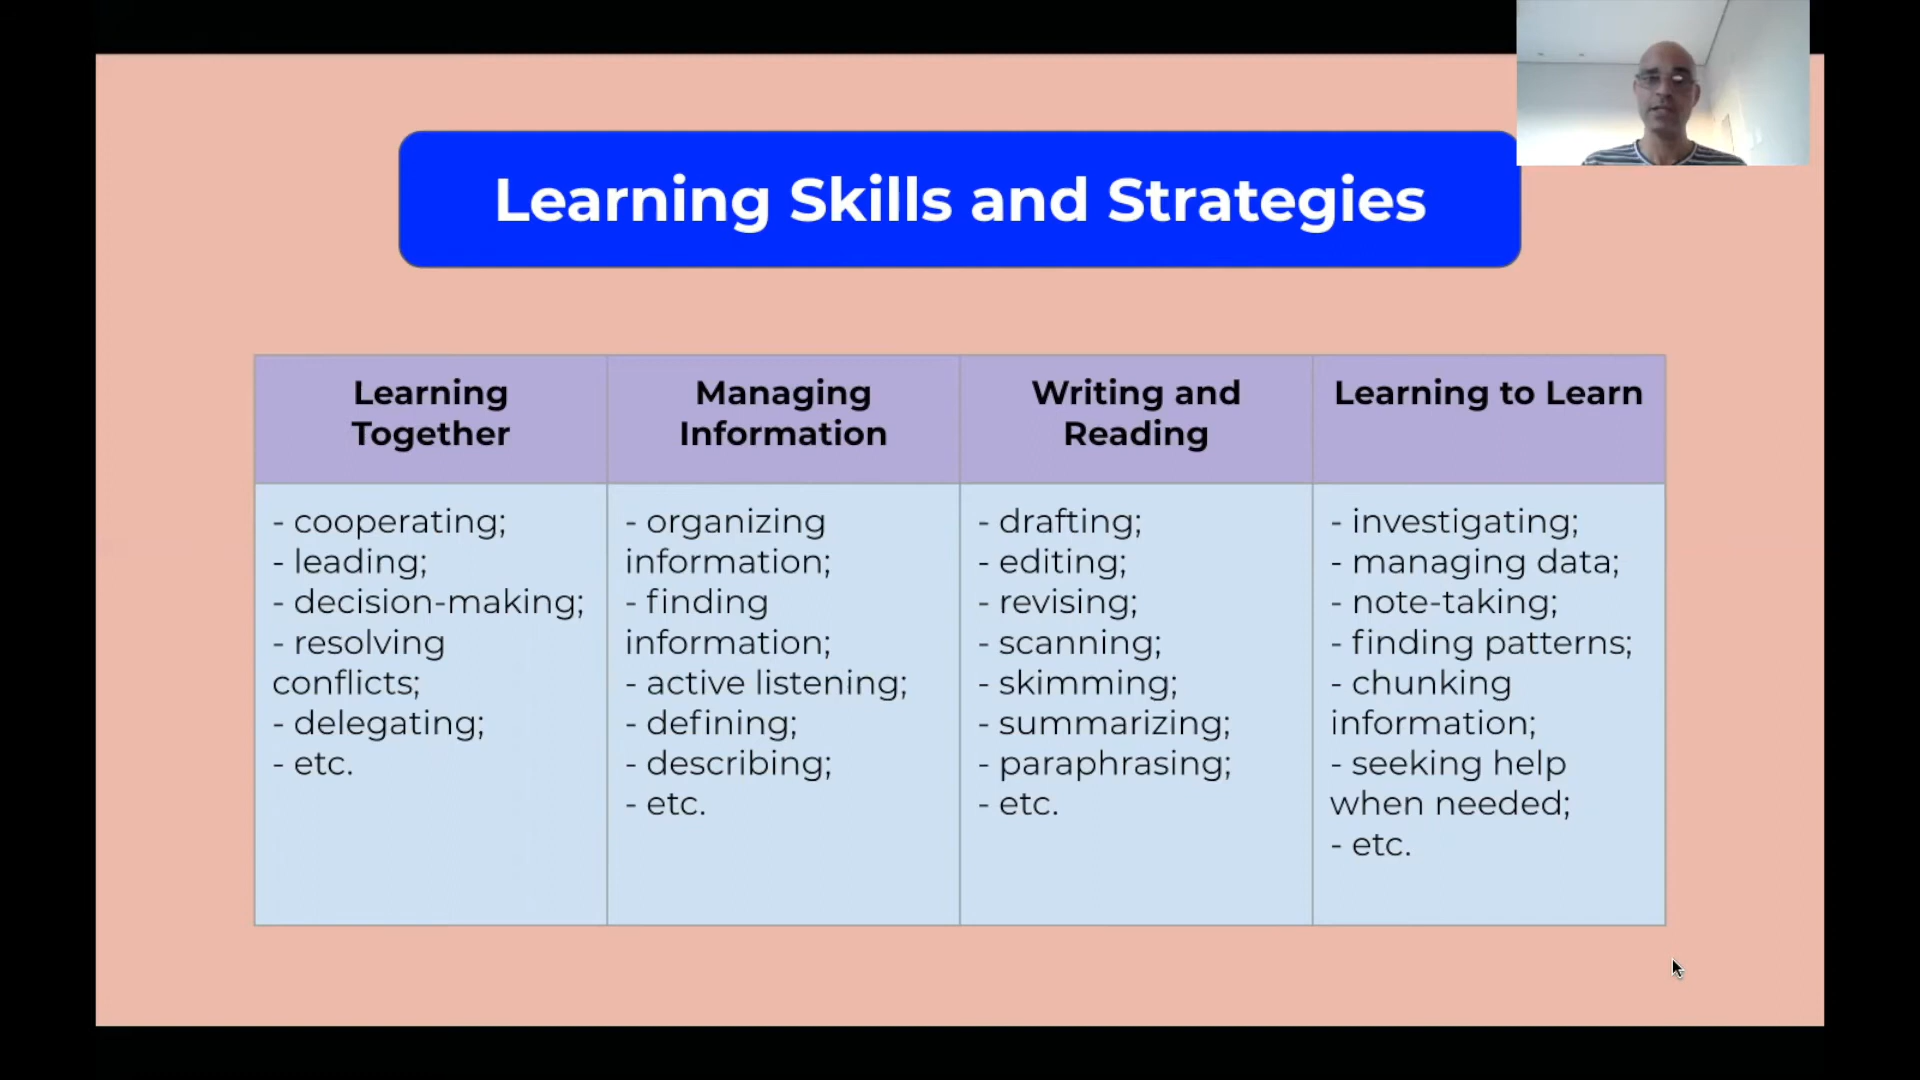 Learning Skills and Strategies
Learning
Together
Managing
Information
Writing and
Reading
Learning to Learn
- cooperating;
- leading;
- decision-making;
- resolving
conflicts;
- delegating;
- etc.
- organizing
information;
- finding
information;
- active listening;
- defining;
- describing;
- etc.
- drafting;
- editing;
- revising;
- scanning;
- skimming;
- summarizing;
- paraphrasing;
- etc.
- investigating;
- managing data;
- note-taking;
- finding patterns;
- chunking
information;
- seeking help
when needed;
- etc.